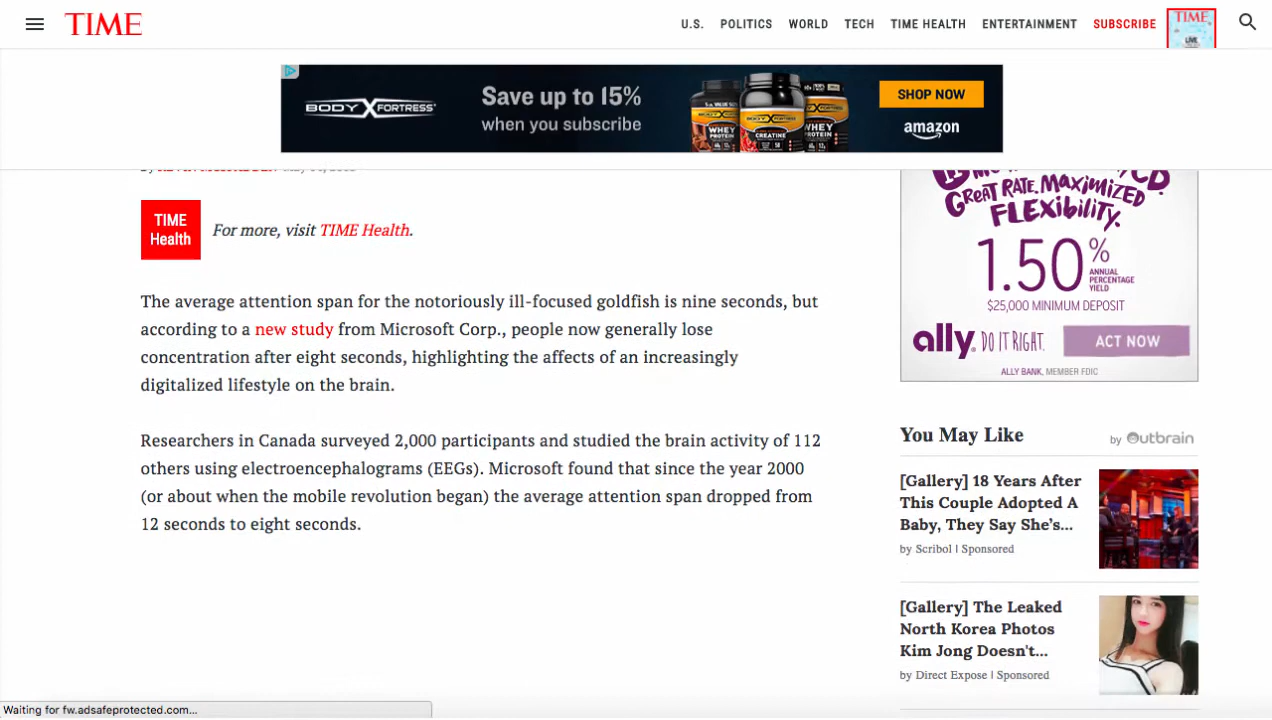 TIME
U.S. POLITICS WORLD TECH TIME HEALTH ENTERTAINMENT SUBSCRIBE
TIME
LIVE
BODY FORTRESS
Save up to 15%
when you subscribe
WHEY
PROTEIN
BODY FORTRESS
CREATINE
WHEY
PROTEIN
SHOP NOW
amazon
TIME
Health
For more, visit TIME Health.
The average attention span for the notoriously ill-focused goldfish is nine seconds, but
according to a new study from Microsoft Corp., people now generally lose
concentration after eight seconds, highlighting the affects of an increasingly
digitalized lifestyle on the brain.
Researchers in Canada surveyed 2,000 participants and studied the brain activity of 112
others using electroencephalograms (EEGs). Microsoft found that since the year 2000
(or about when the mobile revolution began) the average attention span dropped from
12 seconds to eight seconds.
CD
GREAT RATE. MAXIMIZED
FLEXIBILITY.
1.50%
ANNUAL
PERCENTAGE
YIELD
$25,000 MINIMUM DEPOSIT
ally. DO IT RIGHT.
ACT NOW
ALLY BANK, MEMBER FDIC
You May Like
by Outbrain
[Gallery] 18 Years After
This Couple Adopted A
Baby, They Say She's...
by Scribol | Sponsored
[Gallery] The Leaked
North Korea Photos
Kim Jong Doesn't...
by Direct Expose | Sponsored
Waiting for fw.adsafeprotected.com...